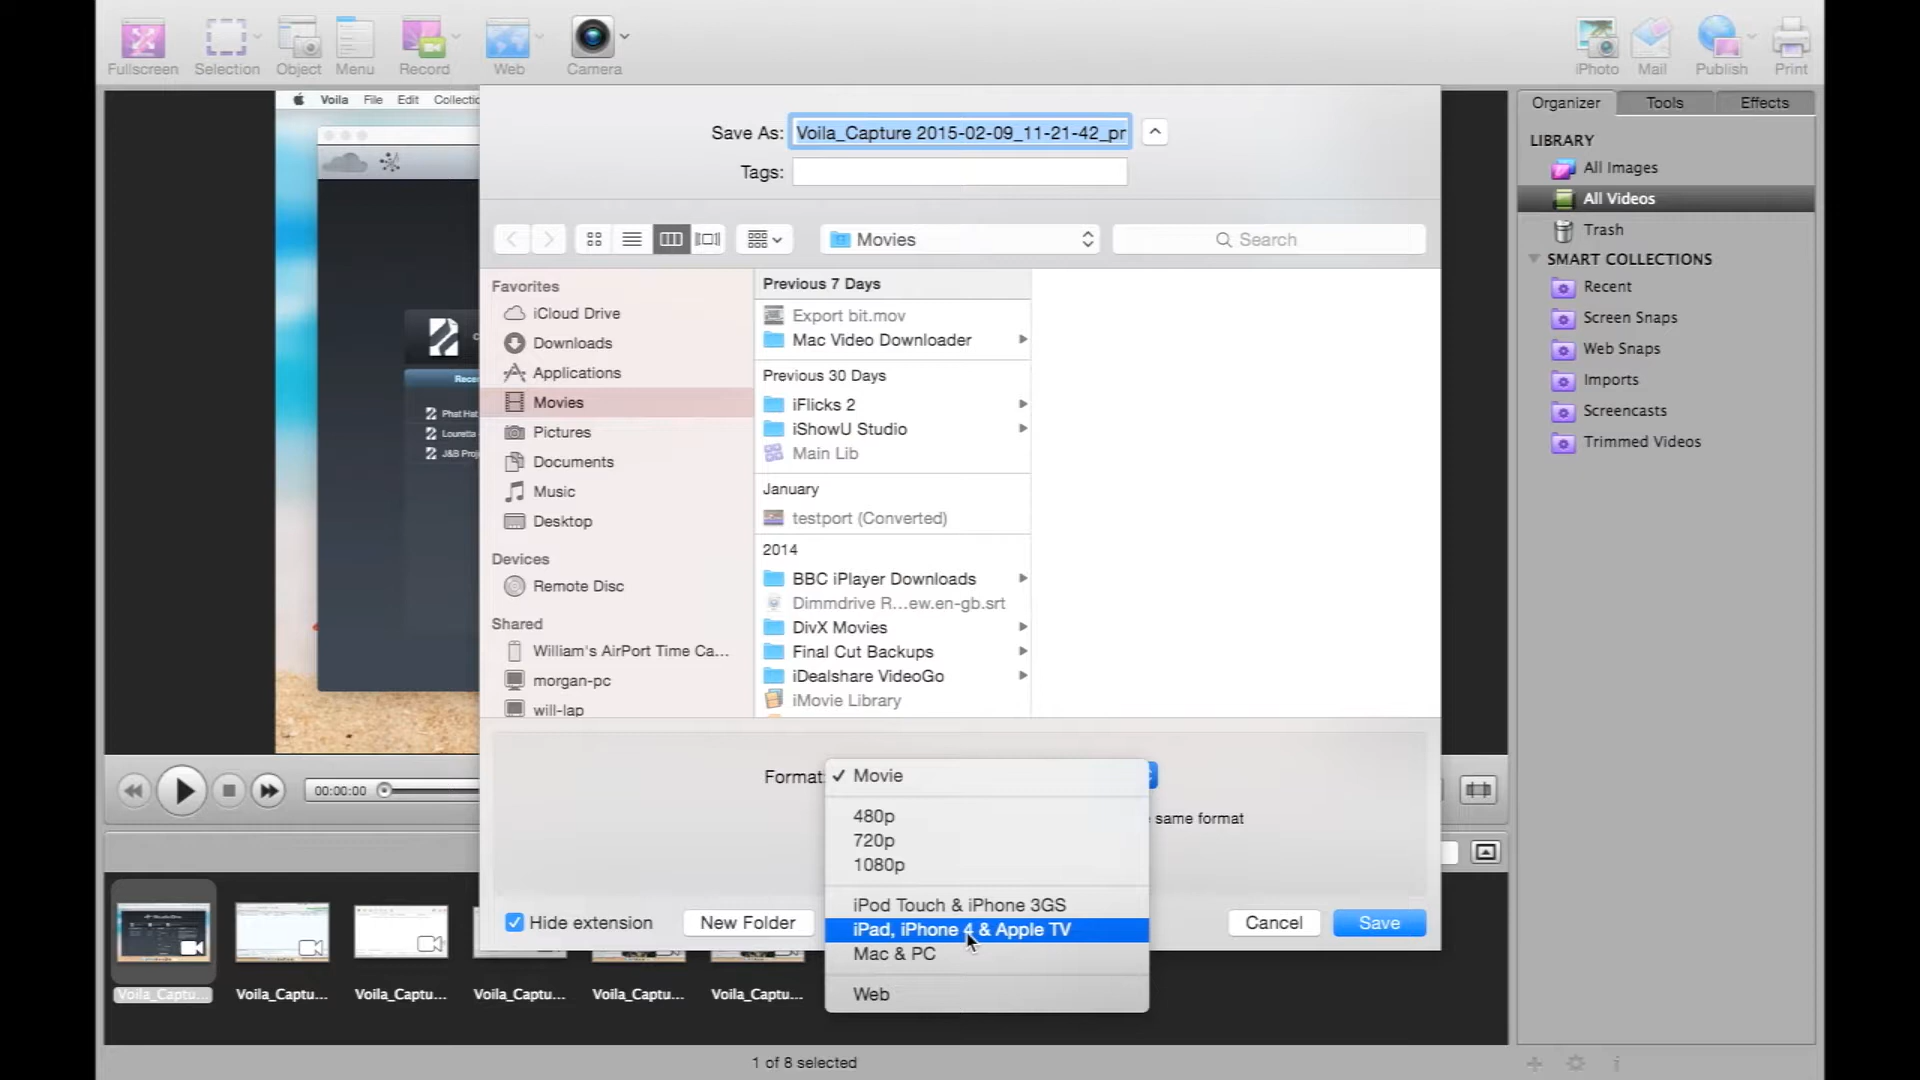 Fullscreen
Selection
Object
Menu
Record
Web
Camera
iPhoto
Mail
Publish
Print
Voila File Edit
Save As: Voila_Capture 2015-02-09_11-21-42_pr
Tags:
Movies
Search
Favorites
iCloud Drive
Downloads
Applications
Movies
Pictures
Documents
Music
Desktop
Devices
Remote Disc
Shared
William's AirPort Time Ca...
morgan-pc
will-lap
Previous 7 Days
Export bit.mov
Mac Video Downloader
Previous 30 Days
iFlicks 2
iShowU Studio
Main Lib
January
testport (Converted)
2014
BBC iPlayer Downloads
Dimmdrive R...ew.en-gb.srt
DivX Movies
Final Cut Backups
iDealshare VideoGo
iMovie Library
Organizer
Tools
Effects
LIBRARY
All Images
All Videos
Trash
SMART COLLECTIONS
Recent
Screen Snaps
Web Snaps
Imports
Screencasts
Trimmed Videos
Phat Hat
Louretta
00:00:00
Format:
✓ Movie
480p
720p
1080p
iPod Touch & iPhone 3GS
iPad, iPhone 4 & Apple TV
Mac & PC
Web
same format
Hide extension
New Folder
Cancel
Save
Voila_Captu...
Voila_Captu...
Voila_Captu...
Voila_Captu...
Voila_Captu...
Voila_Captu...
1 of 8 selected